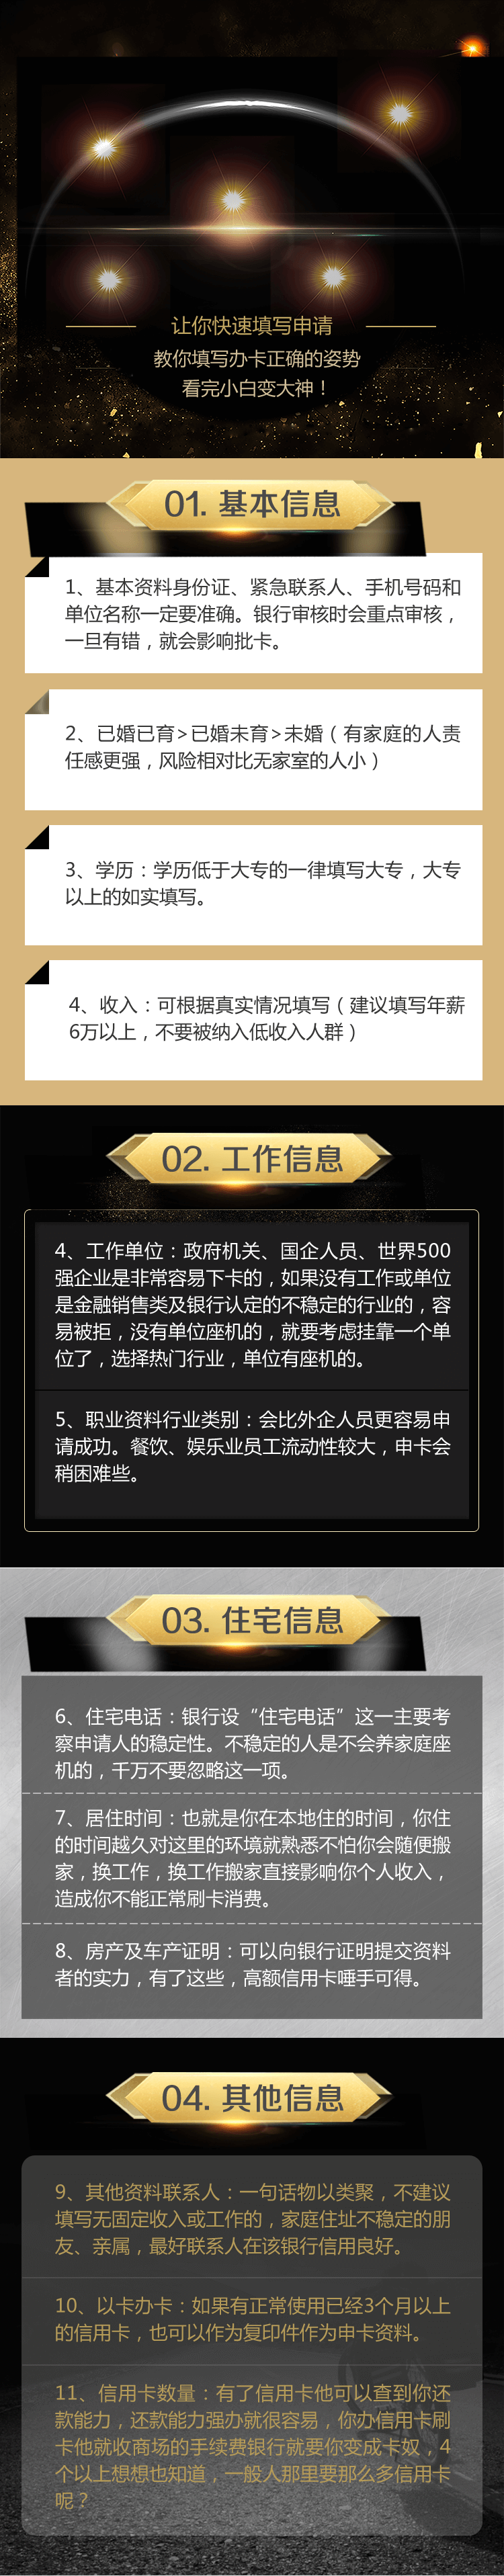 让你快速填写申请
教你填写办卡正确的姿势
看完小白变大神！
01. 基本信息
1、基本资料身份证、紧急联系人、手机号码和
单位名称一定要准确。银行审核时会重点审核，
一旦有错，就会影响批卡。
2、已婚已育>已婚未育>未婚（有家庭的人责
任感更强，风险相对比无家室的人小）
3、学历：学历低于大专的一律填写大专，大专
以上的如实填写。
4、收入：可根据真实情况填写（建议填写年薪
6万以上，不要被纳入低收入人群）
02. 工作信息
4、工作单位：政府机关、国企人员、世界500
强企业是非常容易下卡的，如果没有工作或单位
是金融销售类及银行认定的不稳定的行业的，容
易被拒，没有单位座机的，就要考虑挂靠一个单
位了，选择热门行业，单位有座机的。
5、职业资料行业类别：会比外企人员更容易申
请成功。餐饮、娱乐业员工流动性较大，申卡会
稍困难些。
03. 住宅信息
6、住宅电话：银行设“住宅电话”这一主要考
察申请人的稳定性。不稳定的人是不会养家庭座
机的，千万不要忽略这一项。
7、居住时间：也就是你在本地住的时间，你住
的时间越久对这里的环境就熟悉不怕你会随便搬
家，换工作，换工作搬家直接影响你个人收入，
造成你不能正常刷卡消费。
8、房产及车产证明：可以向银行证明提交资料
者的实力，有了这些，高额信用卡唾手可得。
04. 其他信息
9、其他资料联系人：一句话物以类聚，不建议
填写无固定收入或工作的，家庭住址不稳定的朋
友、亲属，最好联系人在该银行信用良好。
10、以卡办卡：如果有正常使用已经3个月以上
的信用卡，也可以作为复印件作为申卡资料。
11、信用卡数量：有了信用卡他可以查到你还
款能力，还款能力强办就很容易，你办信用卡刷
卡他就收商场的手续费银行就要你变成卡奴，4
个以上想想也知道，一般人那里要那么多信用卡
呢？